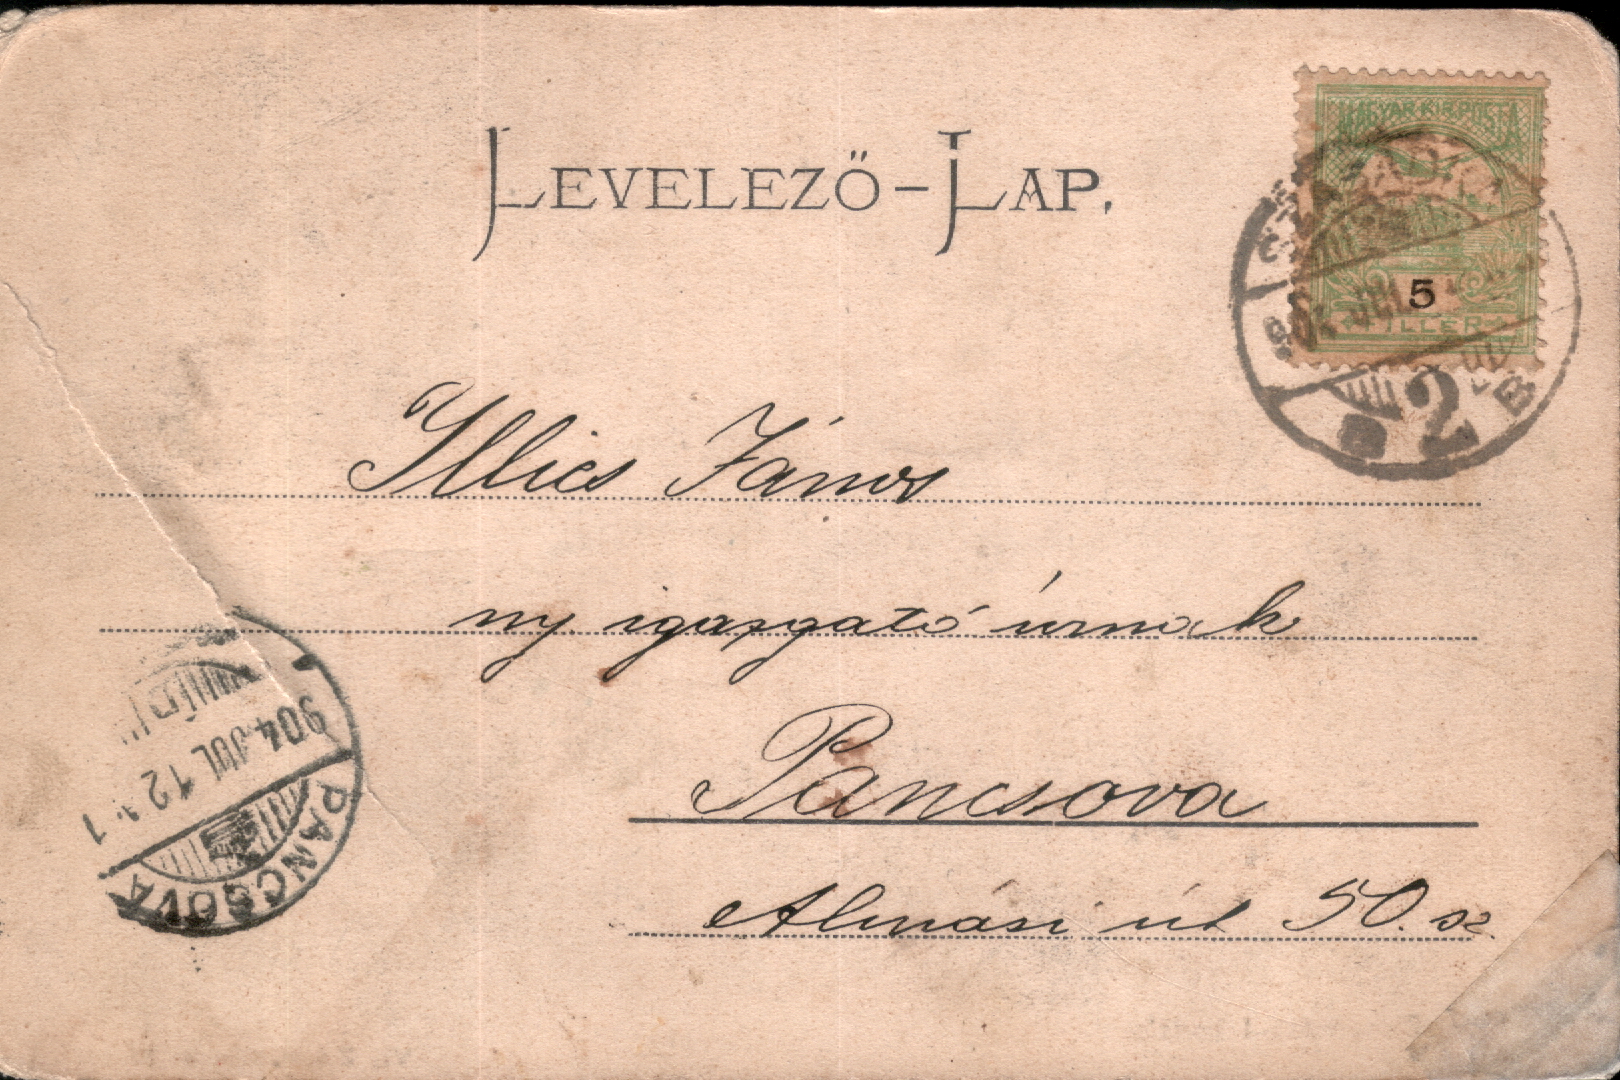 LEVELEZŐ-LAP.
MAGYAR KIR. POSTA
5
FILLÉR
2
B
Illics János
ny. igazgató úrnak
Pancsova
Almási út 50. sz.
904. JUL 12
PANCSOVA